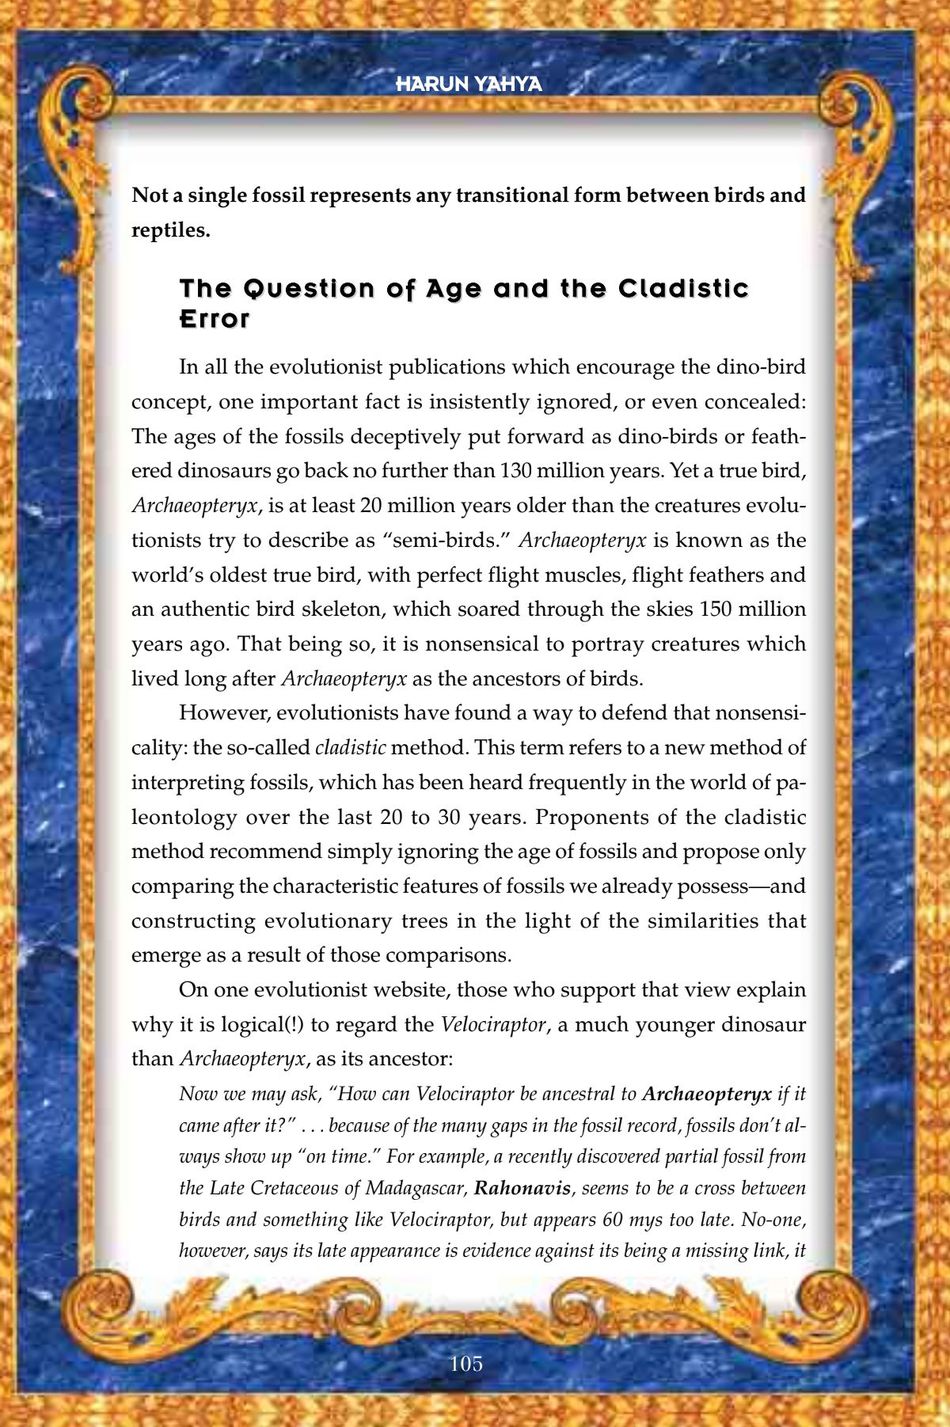 HARUN YAHYA
Not a single fossil represents any transitional form between birds and
reptiles.
The Question of Age and the Cladistic
Error
In all the evolutionist publications which encourage the dino-bird
concept, one important fact is insistently ignored, or even concealed:
The ages of the fossils deceptively put forward as dino-birds or feath-
ered dinosaurs go back no further than 130 million years. Yet a true bird,
Archaeopteryx, is at least 20 million years older than the creatures evolu-
tionists try to describe as “semi-birds.” Archaeopteryx is known as the
world’s oldest true bird, with perfect flight muscles, flight feathers and
an authentic bird skeleton, which soared through the skies 150 million
years ago. That being so, it is nonsensical to portray creatures which
lived long after Archaeopteryx as the ancestors of birds.
However, evolutionists have found a way to defend that nonsensi-
cality: the so-called cladistic method. This term refers to a new method of
interpreting fossils, which has been heard frequently in the world of pa-
leontology over the last 20 to 30 years. Proponents of the cladistic
method recommend simply ignoring the age of fossils and propose only
comparing the characteristic features of fossils we already possess—and
constructing evolutionary trees in the light of the similarities that
emerge as a result of those comparisons.
On one evolutionist website, those who support that view explain
why it is logical(!) to regard the Velociraptor, a much younger dinosaur
than Archaeopteryx, as its ancestor:
Now we may ask, “How can Velociraptor be ancestral to Archaeopteryx if it
came after it?” . . . because of the many gaps in the fossil record, fossils don’t al-
ways show up “on time.” For example, a recently discovered partial fossil from
the Late Cretaceous of Madagascar, Rahonavis, seems to be a cross between
birds and something like Velociraptor, but appears 60 mys too late. No-one,
however, says its late appearance is evidence against its being a missing link, it
105